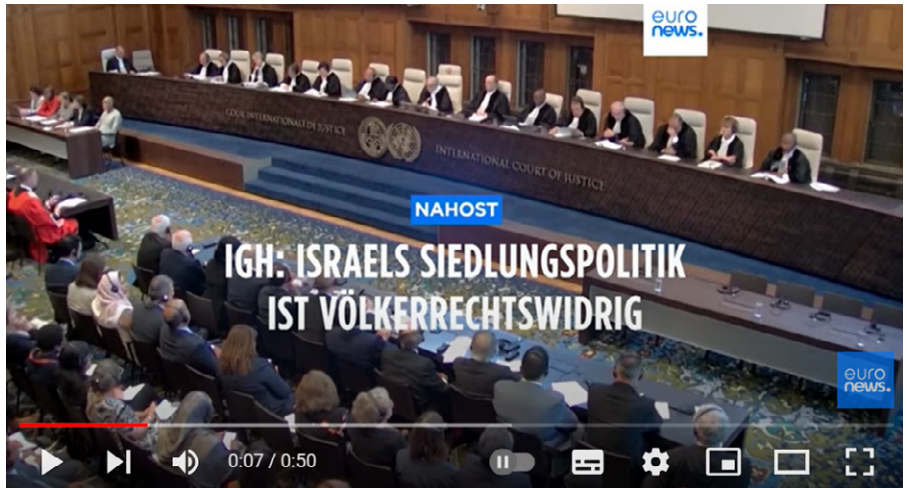 euro
news.
COUR INTERNATIONALE DE JUSTICE
INTERNATIONAL COURT OF JUSTICE
NAHOST
IGH: ISRAELS SIEDLUNGSPOLITIK
IST VÖLKERRECHTSWIDRIG
euro
news.
0:07 / 0:50